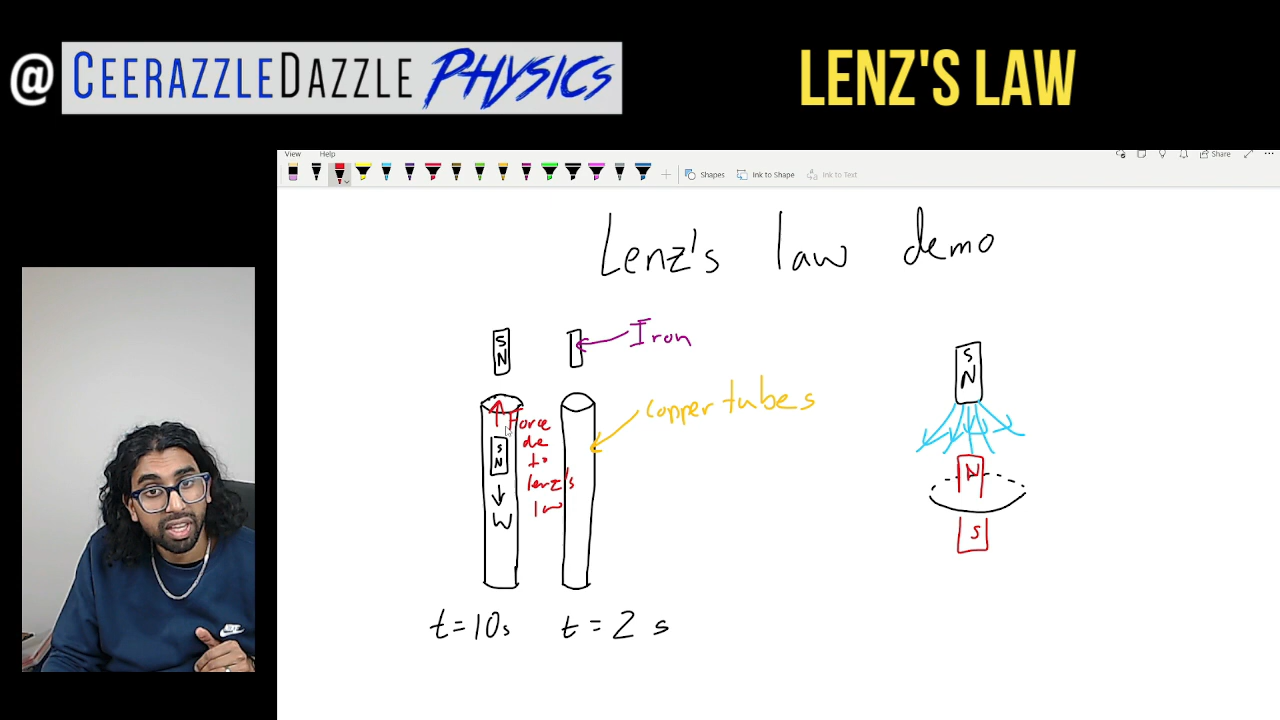 @ CEERAZZLEDAZZLE PHYSICS
LENZ'S LAW
View Help
Share
Shapes
Ink to Shape
Ink to Text
Lenz's law demo
S
N
Iron
S
N
copper tubes
Force
de
to
lenz's
law
S
N
W
N
S
t=10s
t = 2 s